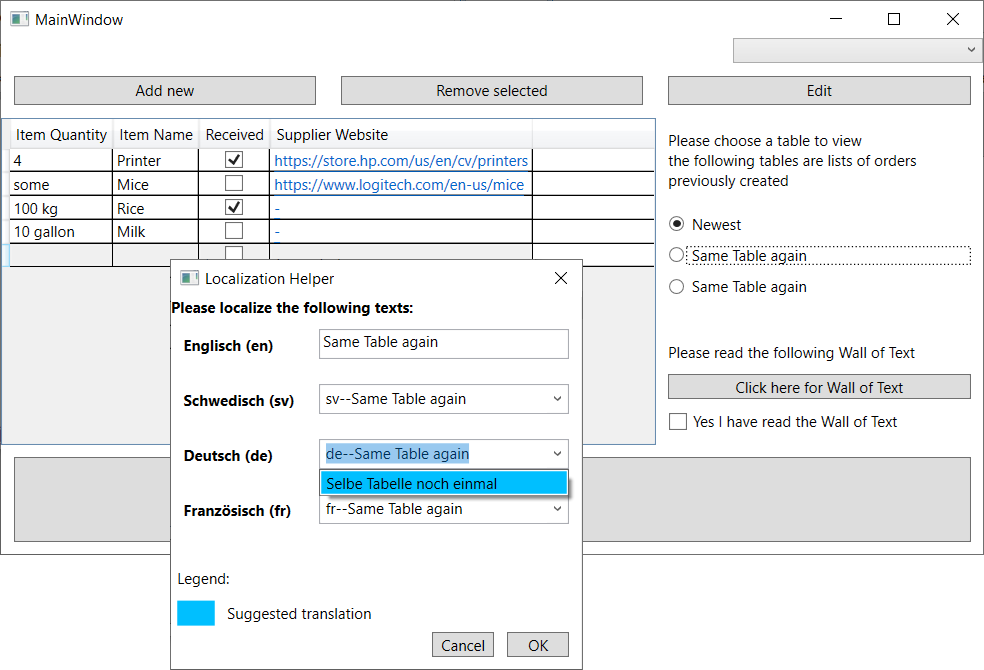 MainWindow
Add new
Remove selected
Edit
Item Quantity Item Name Received Supplier Website
4 Printer https://store.hp.com/us/en/cv/printers
some Mice https://www.logitech.com/en-us/mice
100 kg Rice -
10 gallon Milk -
Please choose a table to view
the following tables are lists of orders
previously created
Newest
Same Table again
Same Table again
Please read the following Wall of Text
Click here for Wall of Text
Yes I have read the Wall of Text
Localization Helper
Please localize the following texts:
Englisch (en) Same Table again
Schwedisch (sv) sv--Same Table again
Deutsch (de) de--Same Table again
Selbe Tabelle noch einmal
Französisch (fr) fr--Same Table again
Legend:
Suggested translation
Cancel
OK